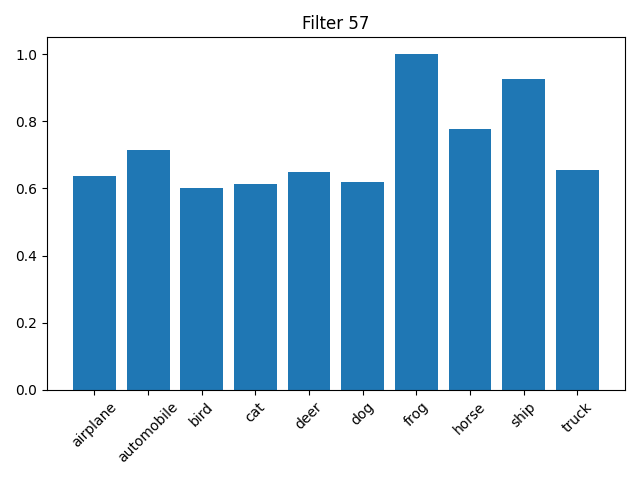 Filter 57
1.0
0.8
0.6
0.4
0.2
0.0
airplane
automobile
bird
cat
deer
dog
frog
horse
ship
truck